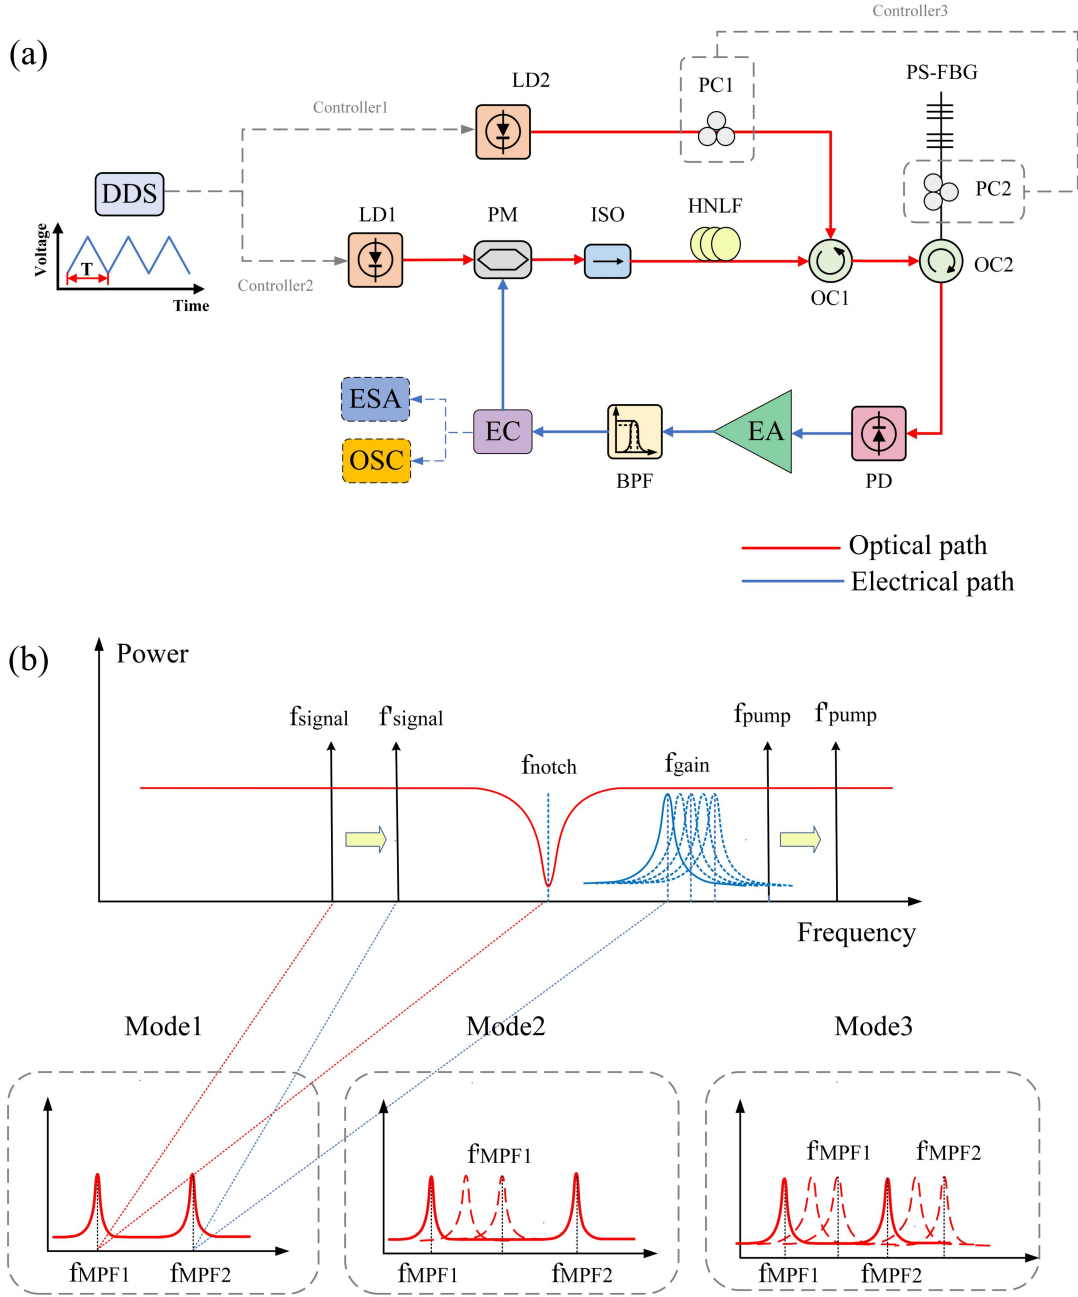 (a)
Controller3
LD2
PC1
PS-FBG
Controller1
DDS
PC2
LD1
PM
ISO
HNLF
Voltage
T
Time
Controller2
OC1
OC2
ESA
OSC
EC
BPF
EA
PD
Optical path
Electrical path
(b)
Power
fsignal
f'signal
fnotch
fgain
fpump
f'pump
Frequency
Mode1
Mode2
Mode3
fMPF1
fMPF2
f'MPF1
fMPF1
fMPF2
f'MPF1
f'MPF2
fMPF1
fMPF2